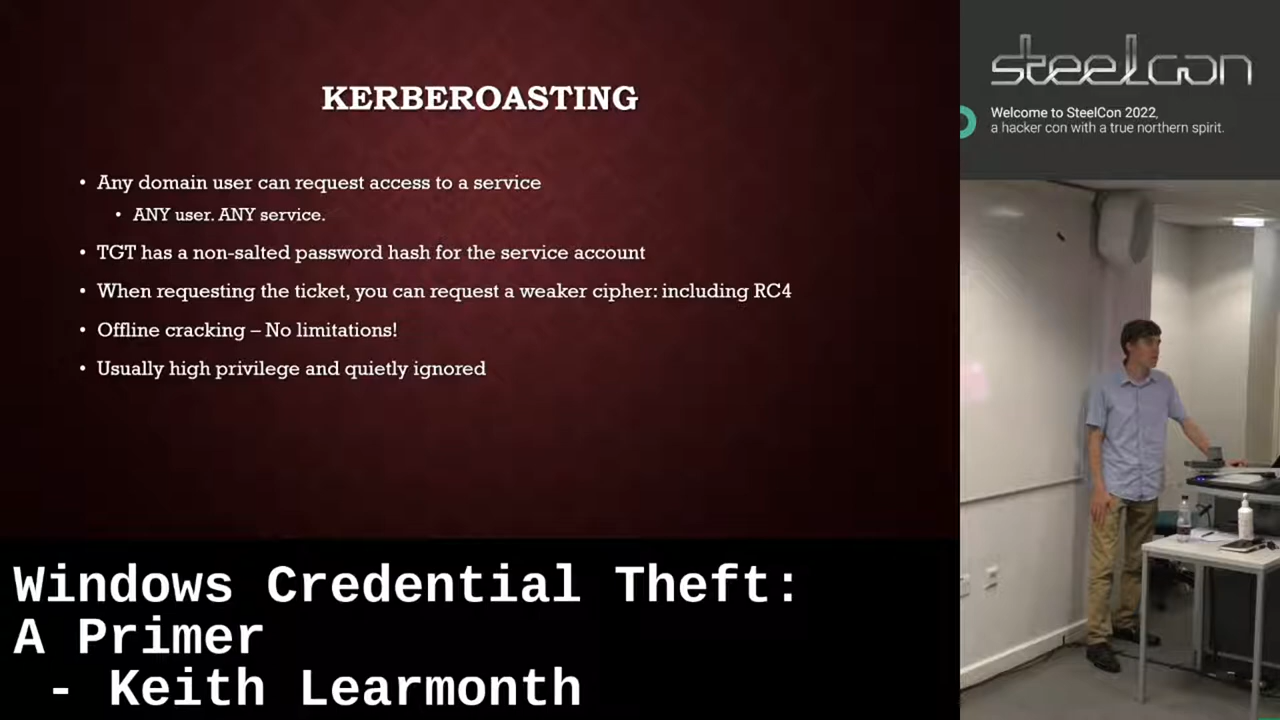 KERBEROASTING
• Any domain user can request access to a service
• ANY user. ANY service.
• TGT has a non-salted password hash for the service account
• When requesting the ticket, you can request a weaker cipher: including RC4
• Offline cracking – No limitations!
• Usually high privilege and quietly ignored
Windows Credential Theft:
A Primer
- Keith Learmonth
steelcon
Welcome to SteelCon 2022,
a hacker con with a true northern spirit.